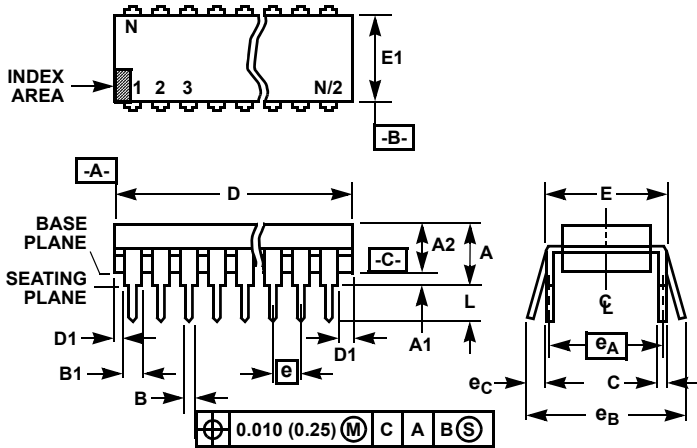 N
E1
INDEX
AREA
1 2 3 N/2
-B-
-A-
D
E
BASE
PLANE
A2 A
-C-
SEATING
PLANE
L
C L
D1
B1
A1
D1
e
eA
B
eC
C
eB
0.010 (0.25) M C A B S